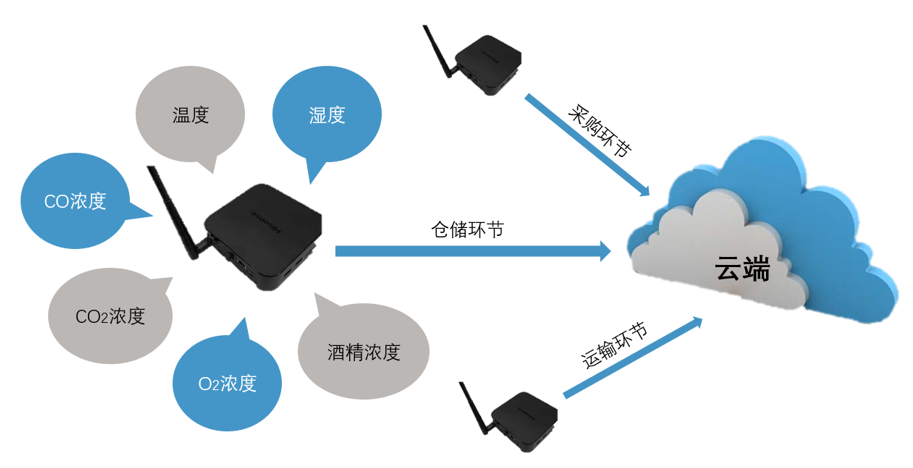 温度
湿度
采购环节
CO浓度
仓储环节
云端
CO2浓度
酒精浓度
运输环节
O2浓度